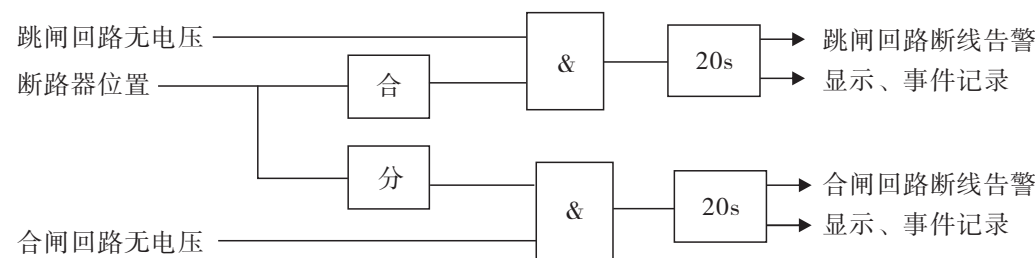 跳闸回路无电压
断路器位置
合
&
20s
跳闸回路断线告警
显示、事件记录
分
合闸回路无电压
&
20s
合闸回路断线告警
显示、事件记录